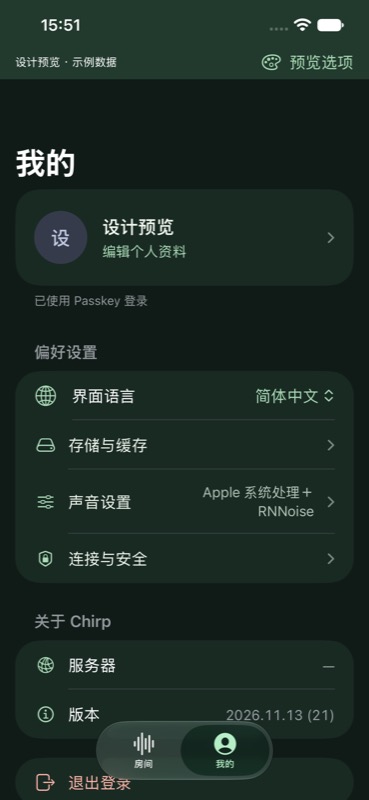 15:51
设计预览 · 示例数据
预览选项
我的
设
设计预览
编辑个人资料
已使用 Passkey 登录
偏好设置
界面语言
简体中文
存储与缓存
声音设置
Apple 系统处理＋
RNNoise
连接与安全
关于 Chirp
服务器
—
版本
2026.11.13 (21)
房间
我的
退出登录